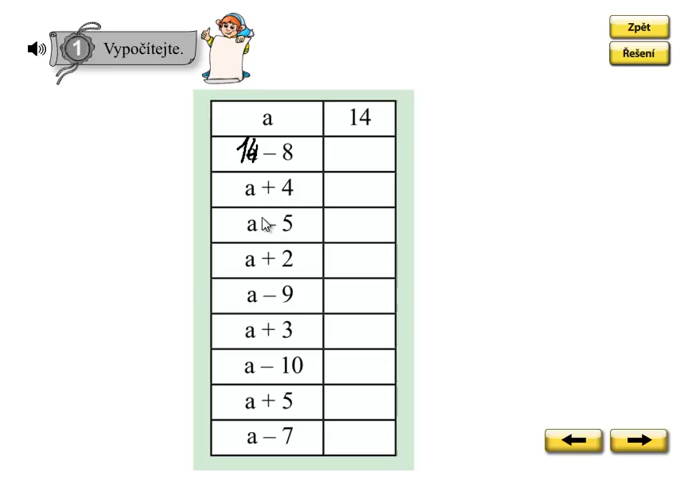 1 Vypočítejte.
Zpět
Řešení
a 14
14 – 8
a + 4
a – 5
a + 2
a – 9
a + 3
a – 10
a + 5
a – 7